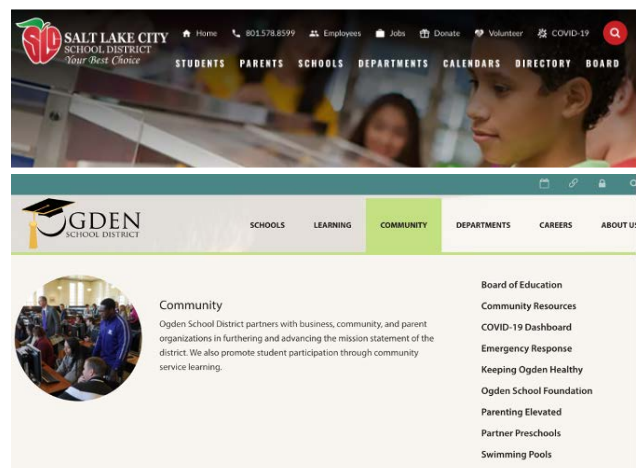 SALT LAKE CITY
SCHOOL DISTRICT
Your Best Choice
Home 801.578.8599 Employees Jobs Donate Volunteer COVID-19
STUDENTS PARENTS SCHOOLS DEPARTMENTS CALENDARS DIRECTORY BOARD
OGDEN
SCHOOL DISTRICT
SCHOOLS LEARNING COMMUNITY DEPARTMENTS CAREERS ABOUT US
Community
Ogden School District partners with business, community, and parent
organizations in furthering and advancing the mission statement of the
district. We also promote student participation through community
service learning.
Board of Education
Community Resources
COVID-19 Dashboard
Emergency Response
Keeping Ogden Healthy
Ogden School Foundation
Parenting Elevated
Partner Preschools
Swimming Pools